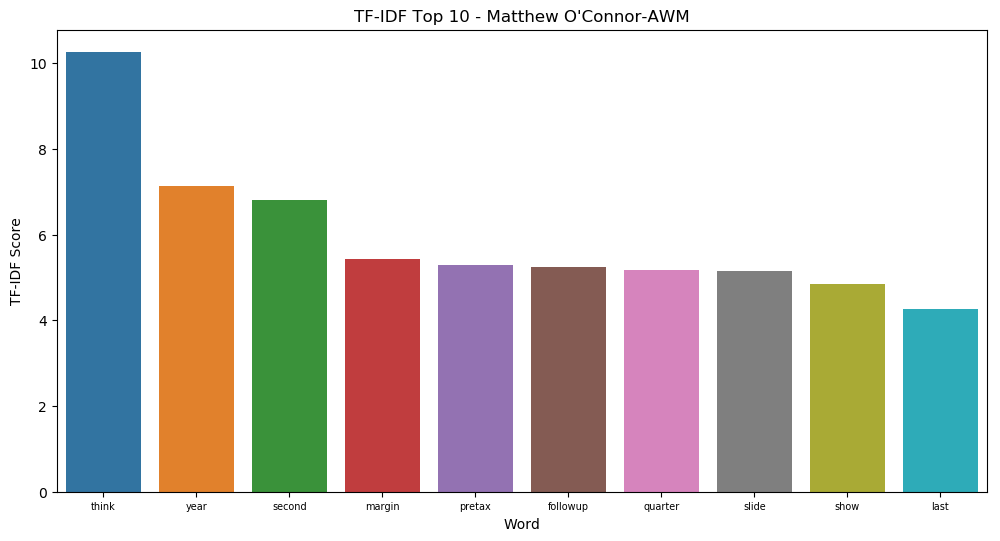 TF-IDF Top 10 - Matthew O'Connor-AWM
TF-IDF Score
10
8
6
4
2
0
think year second margin pretax followup quarter slide show last
Word